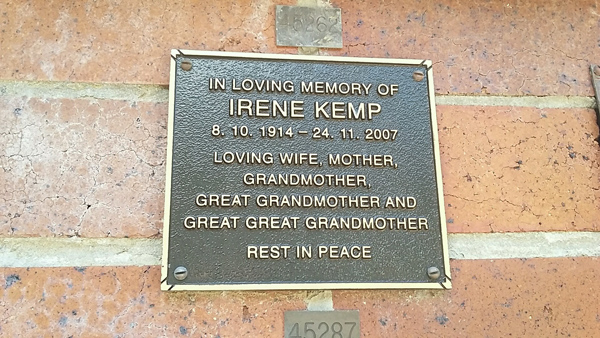 IN LOVING MEMORY OF
IRENE KEMP
8. 10. 1914 – 24. 11. 2007
LOVING WIFE, MOTHER,
GRANDMOTHER,
GREAT GRANDMOTHER AND
GREAT GREAT GRANDMOTHER
REST IN PEACE
45287